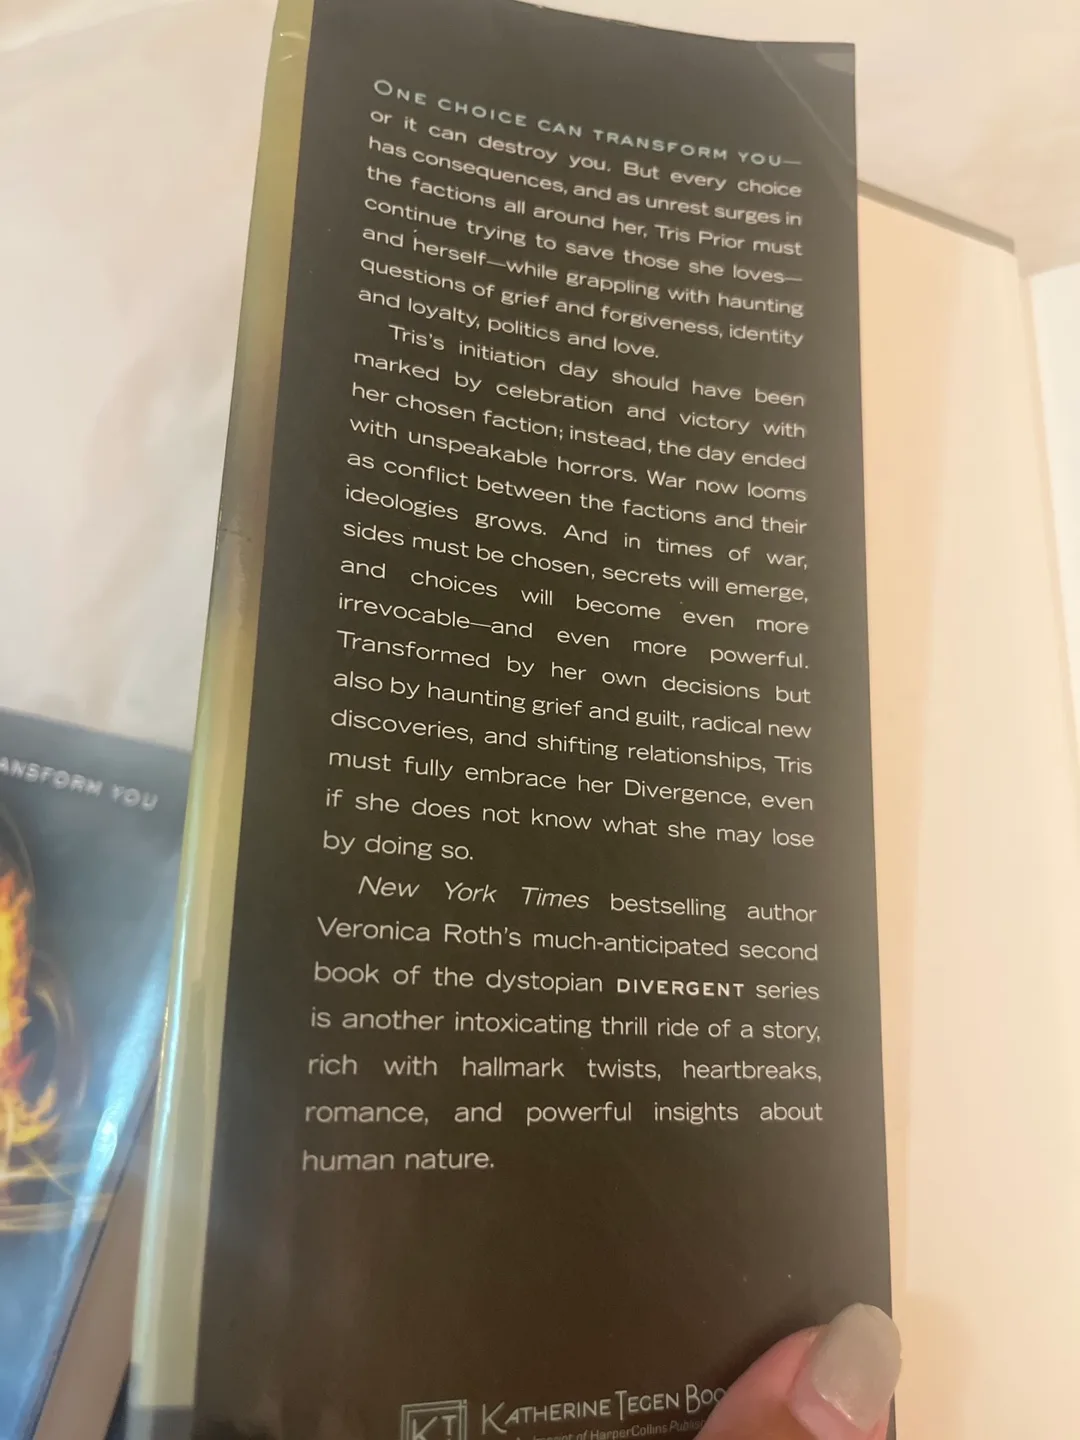 ONE CHOICE CAN TRANSFORM YOU—
or it can destroy you. But every choice
has consequences, and as unrest surges in
the factions all around her, Tris Prior must
continue trying to save those she loves—
and herself—while grappling with haunting
questions of grief and forgiveness, identity
and loyalty, politics and love.
Tris's initiation day should have been
marked by celebration and victory with
her chosen faction; instead, the day ended
with unspeakable horrors. War now looms
as conflict between the factions and their
ideologies grows. And in times of war,
sides must be chosen, secrets will emerge,
and choices will become even more
irrevocable—and even more powerful.
Transformed by her own decisions but
also by haunting grief and guilt, radical new
discoveries, and shifting relationships, Tris
must fully embrace her Divergence, even
if she does not know what she may lose
by doing so.
New York Times bestselling author
Veronica Roth's much-anticipated second
book of the dystopian DIVERGENT series
is another intoxicating thrill ride of a story,
rich with hallmark twists, heartbreaks,
romance, and powerful insights about
human nature.
KT KATHERINE TEGEN
of HarperCollins
YOU